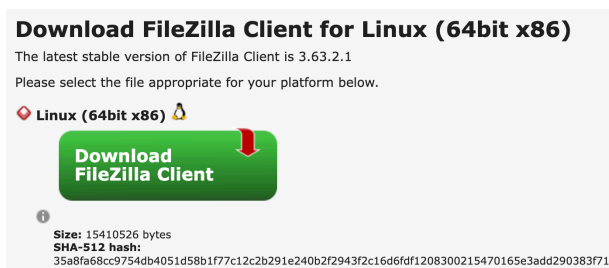 Download FileZilla Client for Linux (64bit x86)
The latest stable version of FileZilla Client is 3.63.2.1
Please select the file appropriate for your platform below.
Linux (64bit x86)
Download
FileZilla Client
Size: 15410526 bytes
SHA-512 hash:
35a8fa68cc9754db4051d58b1f77c12c2b291e240b2f2943f2c16d6fdf1208300215470165e3add290383f71